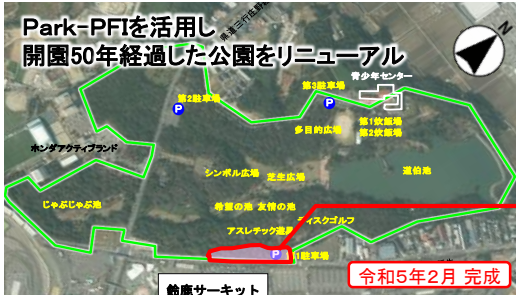 Park-PFIを活用し
開園50年経過した公園をリニューアル
N
青少年センター
第3駐車場
第2駐車場
P
P
多目的広場
第1炊飯場
第2炊飯場
ホンダアクティブランド
シンボル広場
芝生広場
道伯池
じゃぶじゃぶ池
希望の池 友情の池
ディスクゴルフ
アスレチック遊具
P
1駐車場
鈴鹿サーキット
令和5年2月 完成